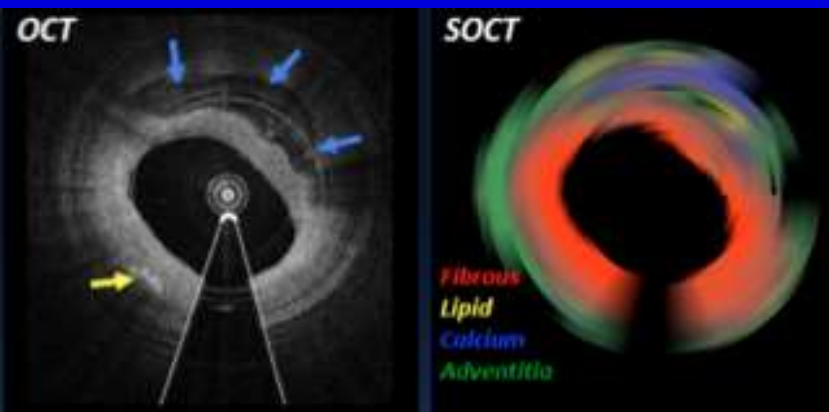 OCT
SOCT
Fibrous
Lipid
Calcium
Adventitia